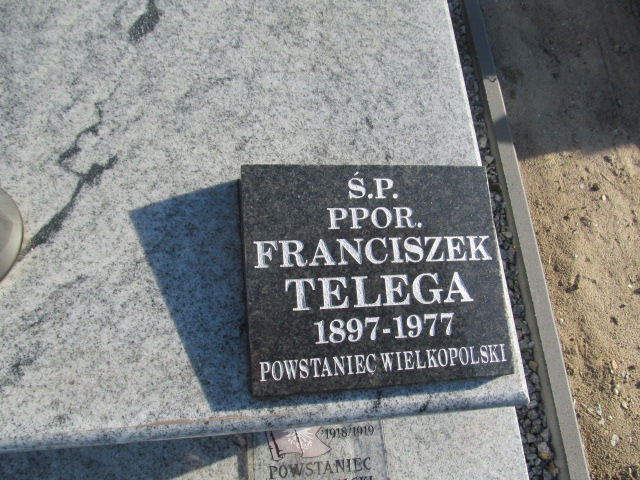 Ś.P.
PPOR.
FRANCISZEK
TELEGA
1897-1977
POWSTANIEC WIELKOPOLSKI
1918/1919
POWSTANIEC